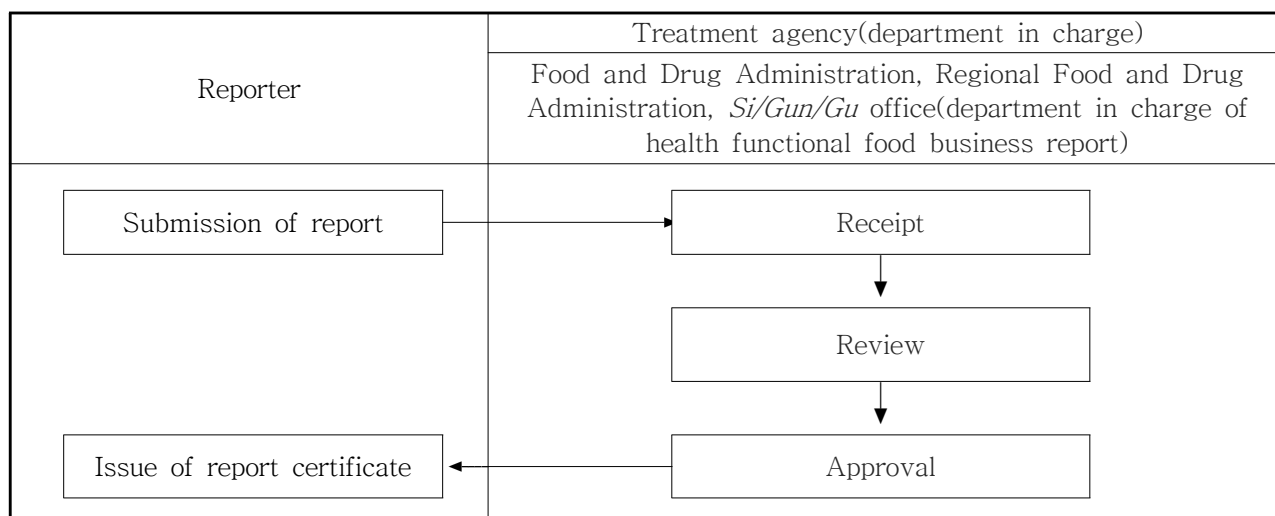 Reporter
Treatment agency(department in charge)
Food and Drug Administration, Regional Food and Drug
Administration, Si/Gun/Gu office(department in charge of
health functional food business report)
Submission of report
Receipt
Review
Issue of report certificate
Approval